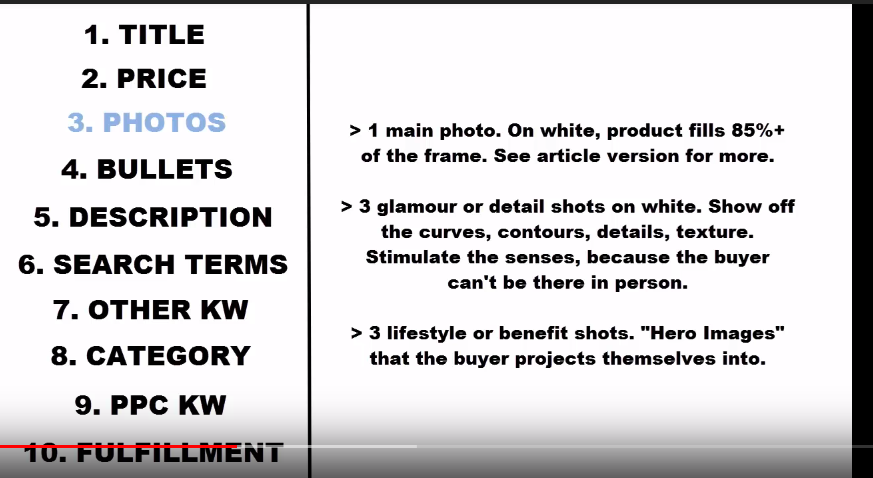 1. TITLE
2. PRICE
3. PHOTOS
4. BULLETS
5. DESCRIPTION
6. SEARCH TERMS
7. OTHER KW
8. CATEGORY
9. PPC KW
10. FULFILLMENT
> 1 main photo. On white, product fills 85%+
of the frame. See article version for more.
> 3 glamour or detail shots on white. Show off
the curves, contours, details, texture.
Stimulate the senses, because the buyer
can't be there in person.
> 3 lifestyle or benefit shots. "Hero Images"
that the buyer projects themselves into.